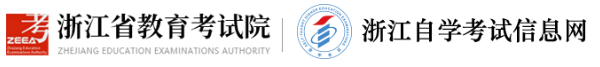 考
ZEEA
Zhejiang Education
Examinations Authority
浙江省教育考试院
ZHEJIANG EDUCATION EXAMINATIONS AUTHORITY
浙江自学考试信息网